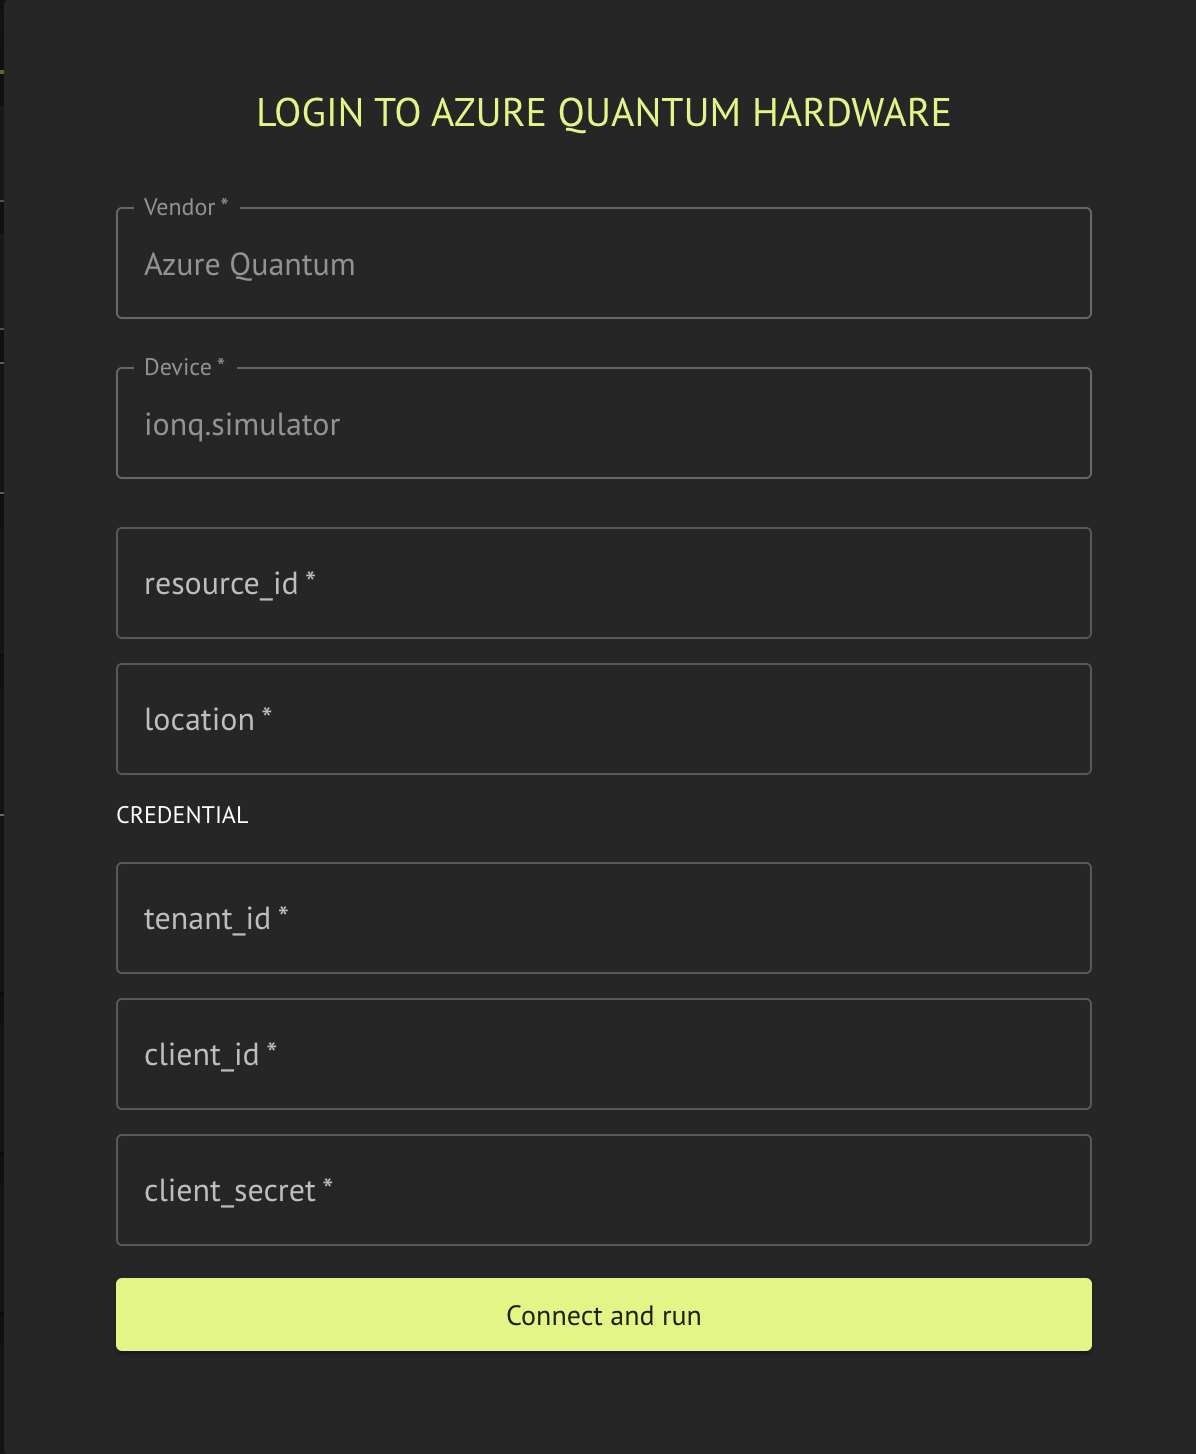 LOGIN TO AZURE QUANTUM HARDWARE
Vendor *
Azure Quantum
Device *
ionq.simulator
resource_id *
location *
CREDENTIAL
tenant_id *
client_id *
client_secret *
Connect and run